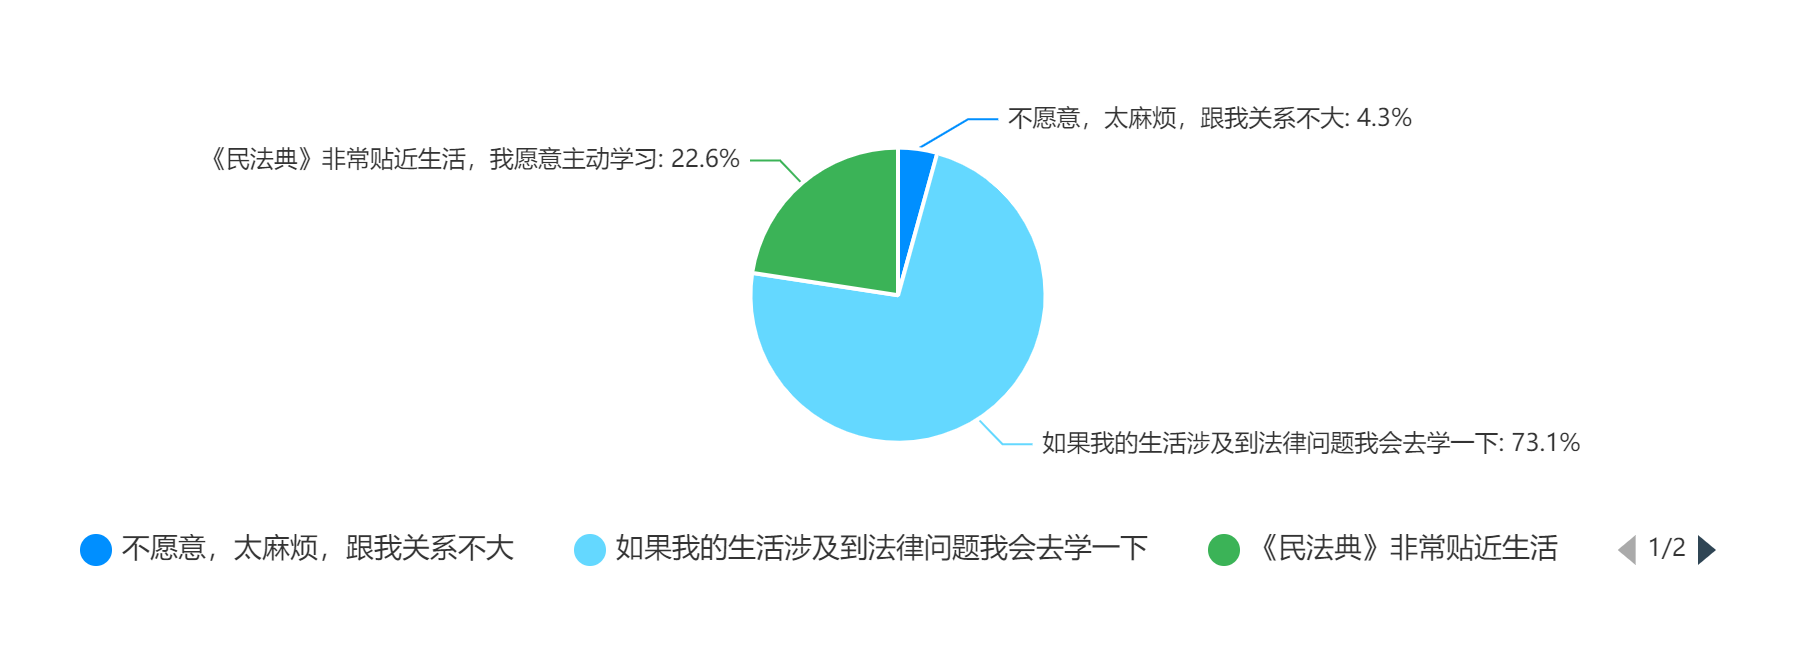 不愿意，太麻烦，跟我关系不大: 4.3%
《民法典》非常贴近生活，我愿意主动学习: 22.6%
如果我的生活涉及到法律问题我会去学一下: 73.1%
不愿意，太麻烦，跟我关系不大
如果我的生活涉及到法律问题我会去学一下
《民法典》非常贴近生活
1/2